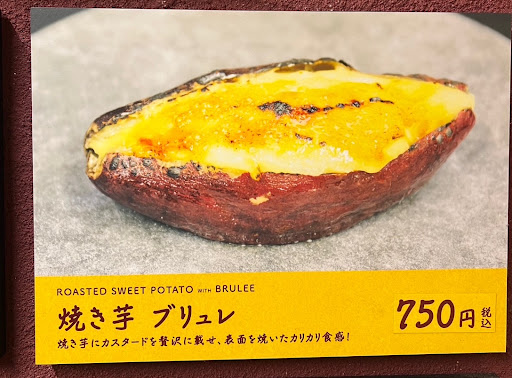 ROASTED SWEET POTATO WITH BRULEE
焼き芋 ブリュレ
焼き芋にカスタードを贅沢に載せ、表面を焼いたカリカリ食感!
750円税込